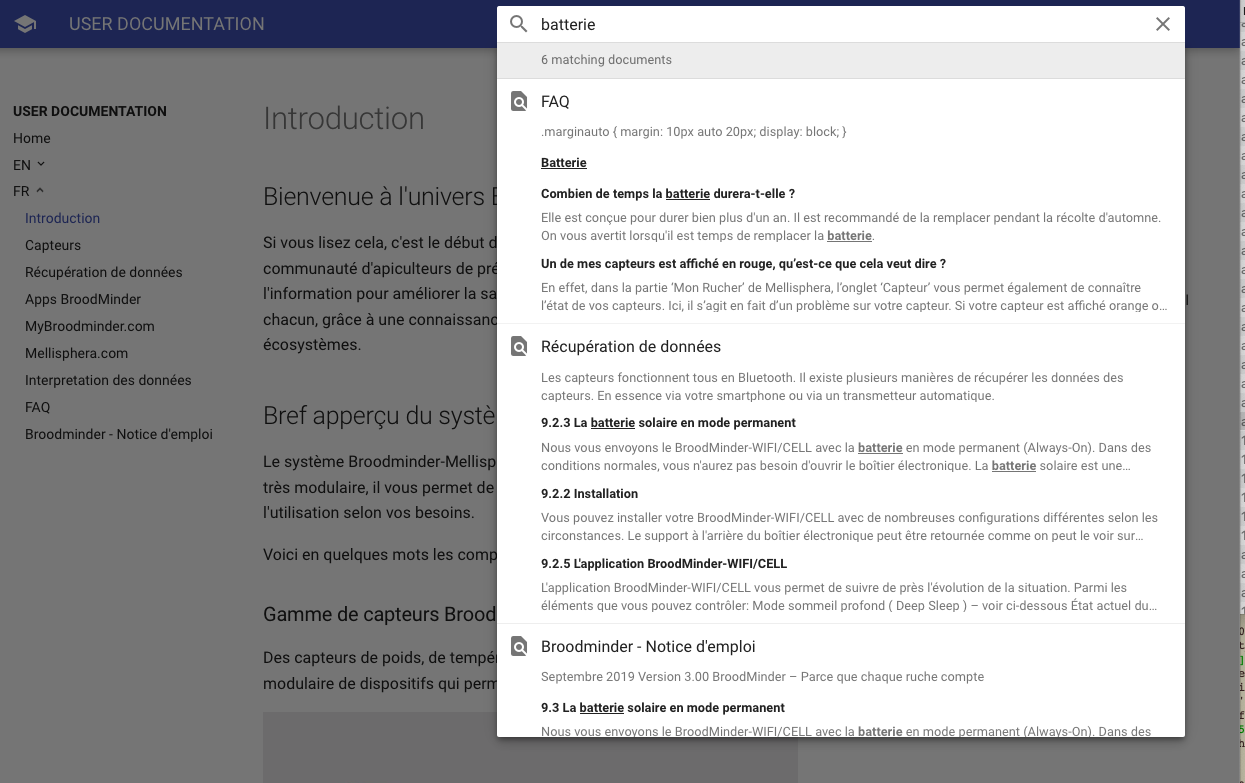 USER DOCUMENTATION
batterie
6 matching documents
USER DOCUMENTATION
Home
EN
FR
Introduction
Capteurs
Récupération de données
Apps BroodMinder
MyBroodminder.com
Mellisphera.com
Interpretation des données
FAQ
Broodminder - Notice d'emploi
Introduction
Bienvenue à l'univers
Si vous lisez cela, c'est le début d
communauté d'apiculteurs de pré
l'information pour améliorer la sa
chacun, grâce à une connaissanc
écosystèmes.
Bref apperçu du systè
Le système Broodminder-Mellisp
très modulaire, il vous permet de
l'utilisation selon vos besoins.
Voici en quelques mots les comp
Gamme de capteurs Brood
Des capteurs de poids, de tempé
modulaire de dispositifs qui perm
FAQ
.marginauto { margin: 10px auto 20px; display: block; }
Batterie
Combien de temps la batterie durera-t-elle ?
Elle est conçue pour durer bien plus d'un an. Il est recommandé de la remplacer pendant la récolte d'automne.
On vous avertit lorsqu'il est temps de remplacer la batterie.
Un de mes capteurs est affiché en rouge, qu’est-ce que cela veut dire ?
En effet, dans la partie ‘Mon Rucher’ de Mellisphera, l’onglet ‘Capteur’ vous permet également de connaître
l’état de vos capteurs. Ici, il s’agit en fait d’un problème sur votre capteur. Si votre capteur est affiché orange o…
Récupération de données
Les capteurs fonctionnent tous en Bluetooth. Il existe plusieurs manières de récupérer les données des
capteurs. En essence via votre smartphone ou via un transmetteur automatique.
9.2.3 La batterie solaire en mode permanent
Nous vous envoyons le BroodMinder-WIFI/CELL avec la batterie en mode permanent (Always-On). Dans des
conditions normales, vous n'aurez pas besoin d'ouvrir le boîtier électronique. La batterie solaire est une…
9.2.2 Installation
Vous pouvez installer votre BroodMinder-WIFI/CELL avec de nombreuses configurations différentes selon les
circonstances. Le support à l'arrière du boîtier électronique peut être retournée comme on peut le voir sur…
9.2.5 L'application BroodMinder-WIFI/CELL
L'application BroodMinder-WIFI/CELL vous permet de suivre de près l'évolution de la situation. Parmi les
éléments que vous pouvez contrôler: Mode sommeil profond ( Deep Sleep ) – voir ci-dessous État actuel du…
Broodminder - Notice d'emploi
Septembre 2019 Version 3.00 BroodMinder – Parce que chaque ruche compte
9.3 La batterie solaire en mode permanent
Nous vous envoyons le BroodMinder-WIFI/CELL avec la batterie en mode permanent (Always-On). Dans des